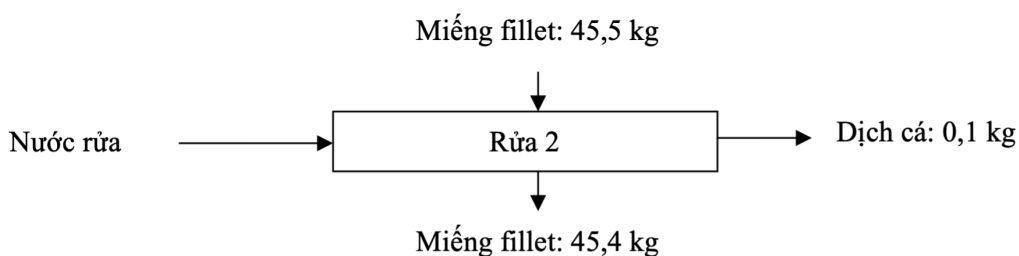 Miếng fillet: 45,5 kg
Nước rửa
Rửa 2
Dịch cá: 0,1 kg
Miếng fillet: 45,4 kg